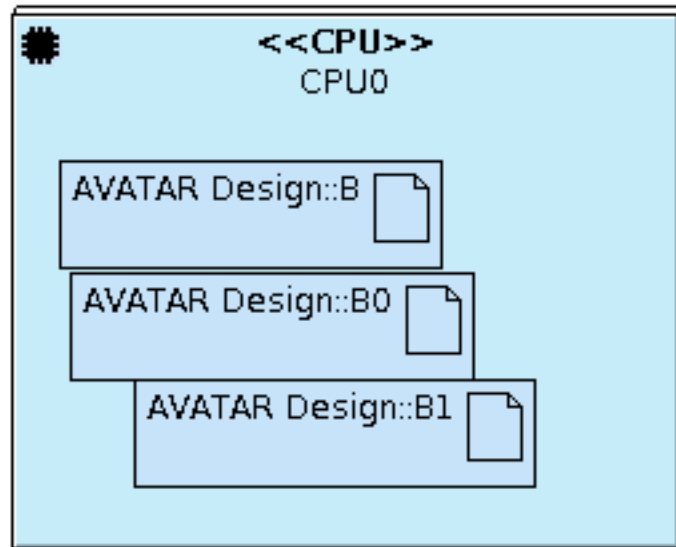 <<CPU>>
CPU0
AVATAR Design::B
AVATAR Design::B0
AVATAR Design::B1